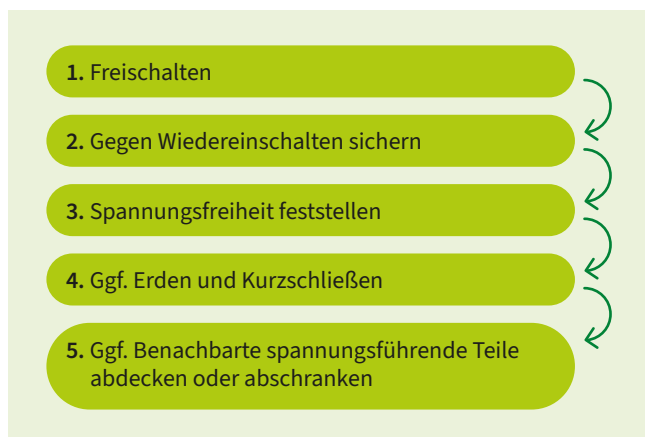 1. Freischalten
2. Gegen Wiedereinschalten sichern
3. Spannungsfreiheit feststellen
4. Ggf. Erden und Kurzschließen
5. Ggf. Benachbarte spannungsführende Teile
abdecken oder abschranken